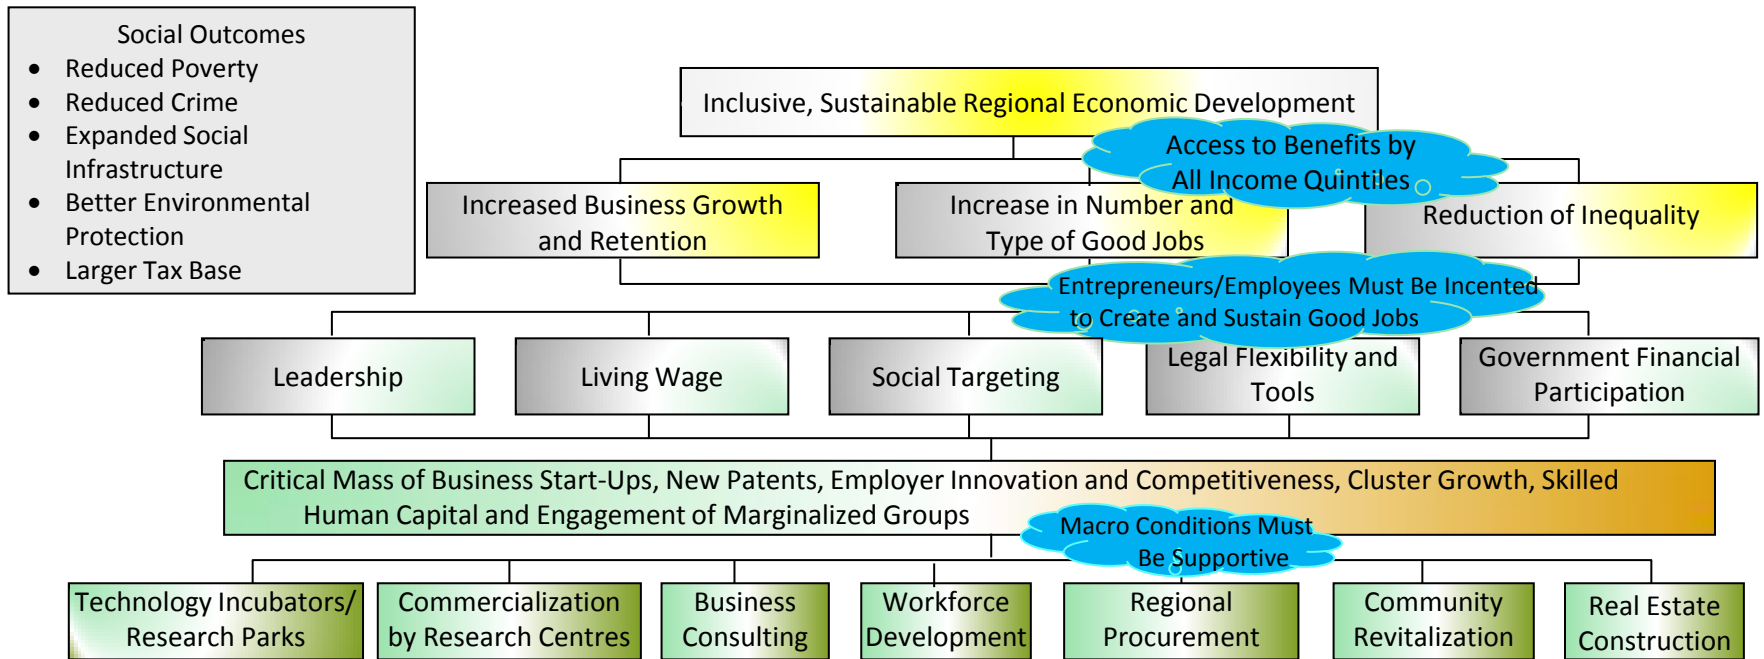 Social Outcomes
• Reduced Poverty
• Reduced Crime
• Expanded Social
Infrastructure
• Better Environmental
Protection
• Larger Tax Base
Inclusive, Sustainable Regional Economic Development
Access to Benefits by
All Income Quintiles
Increased Business Growth
and Retention
Increase in Number and
Type of Good Jobs
Reduction of Inequality
Entrepreneurs/Employees Must Be Incented
to Create and Sustain Good Jobs
Leadership
Living Wage
Social Targeting
Legal Flexibility and
Tools
Government Financial
Participation
Critical Mass of Business Start-Ups, New Patents, Employer Innovation and Competitiveness, Cluster Growth, Skilled
Human Capital and Engagement of Marginalized Groups
Macro Conditions Must
Be Supportive
Technology Incubators/
Research Parks
Commercialization
by Research Centres
Business
Consulting
Workforce
Development
Regional
Procurement
Community
Revitalization
Real Estate
Construction